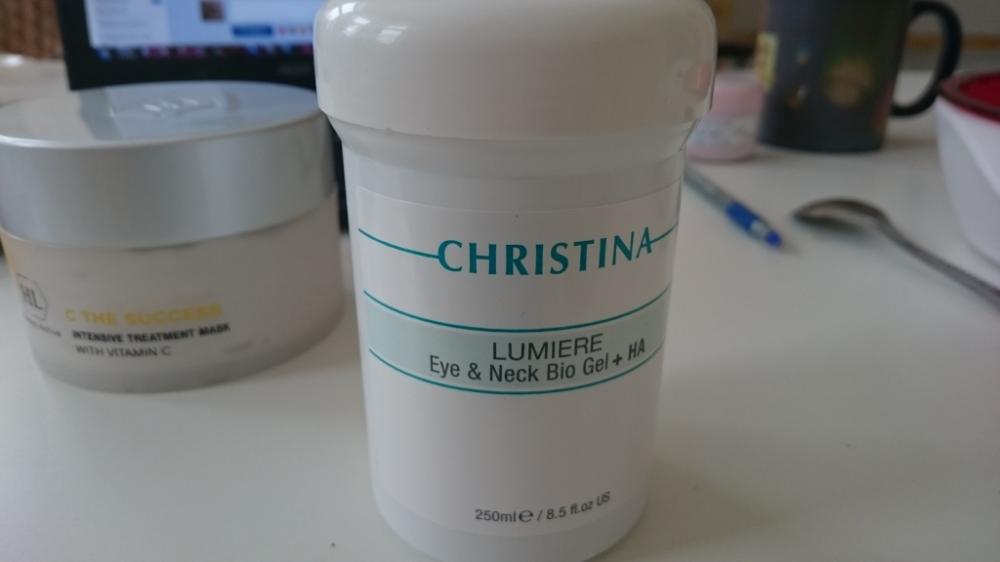 CHRISTINA
LUMIERE
Eye & Neck Bio Gel + HA
250ml e / 8.5 fl.oz US
HL
C THE SUCCESS
INTENSIVE TREATMENT MASK
WITH VITAMIN C